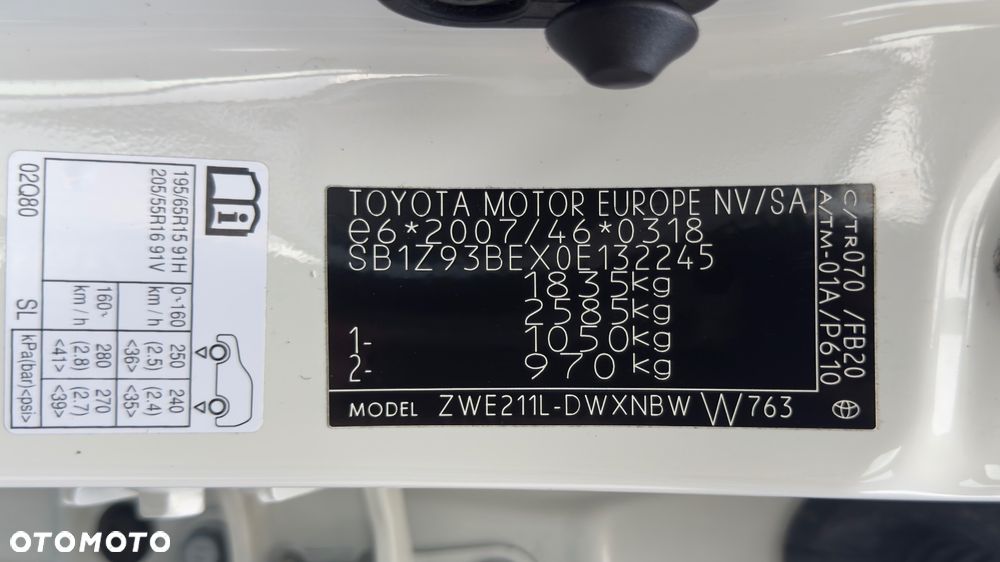 TOYOTA MOTOR EUROPE NV/SA
e6*2007/46*0318
SB1Z93BEX0E132245
1835kg
2585kg
1- 1050kg
2- 970kg
MODEL ZWE211L-DWXNBW W763
C/TR070 /FB20
A/TM-01A/P610
i
195/65R15 91H
205/55R16 91V
0~160 km/h
250 (2.5) <36>
240 (2.4) <35>
160~ km/h
280 (2.8) <41>
270 (2.7) <39>
02Q80 SL kPa(bar)<psi>
OTOMOTO